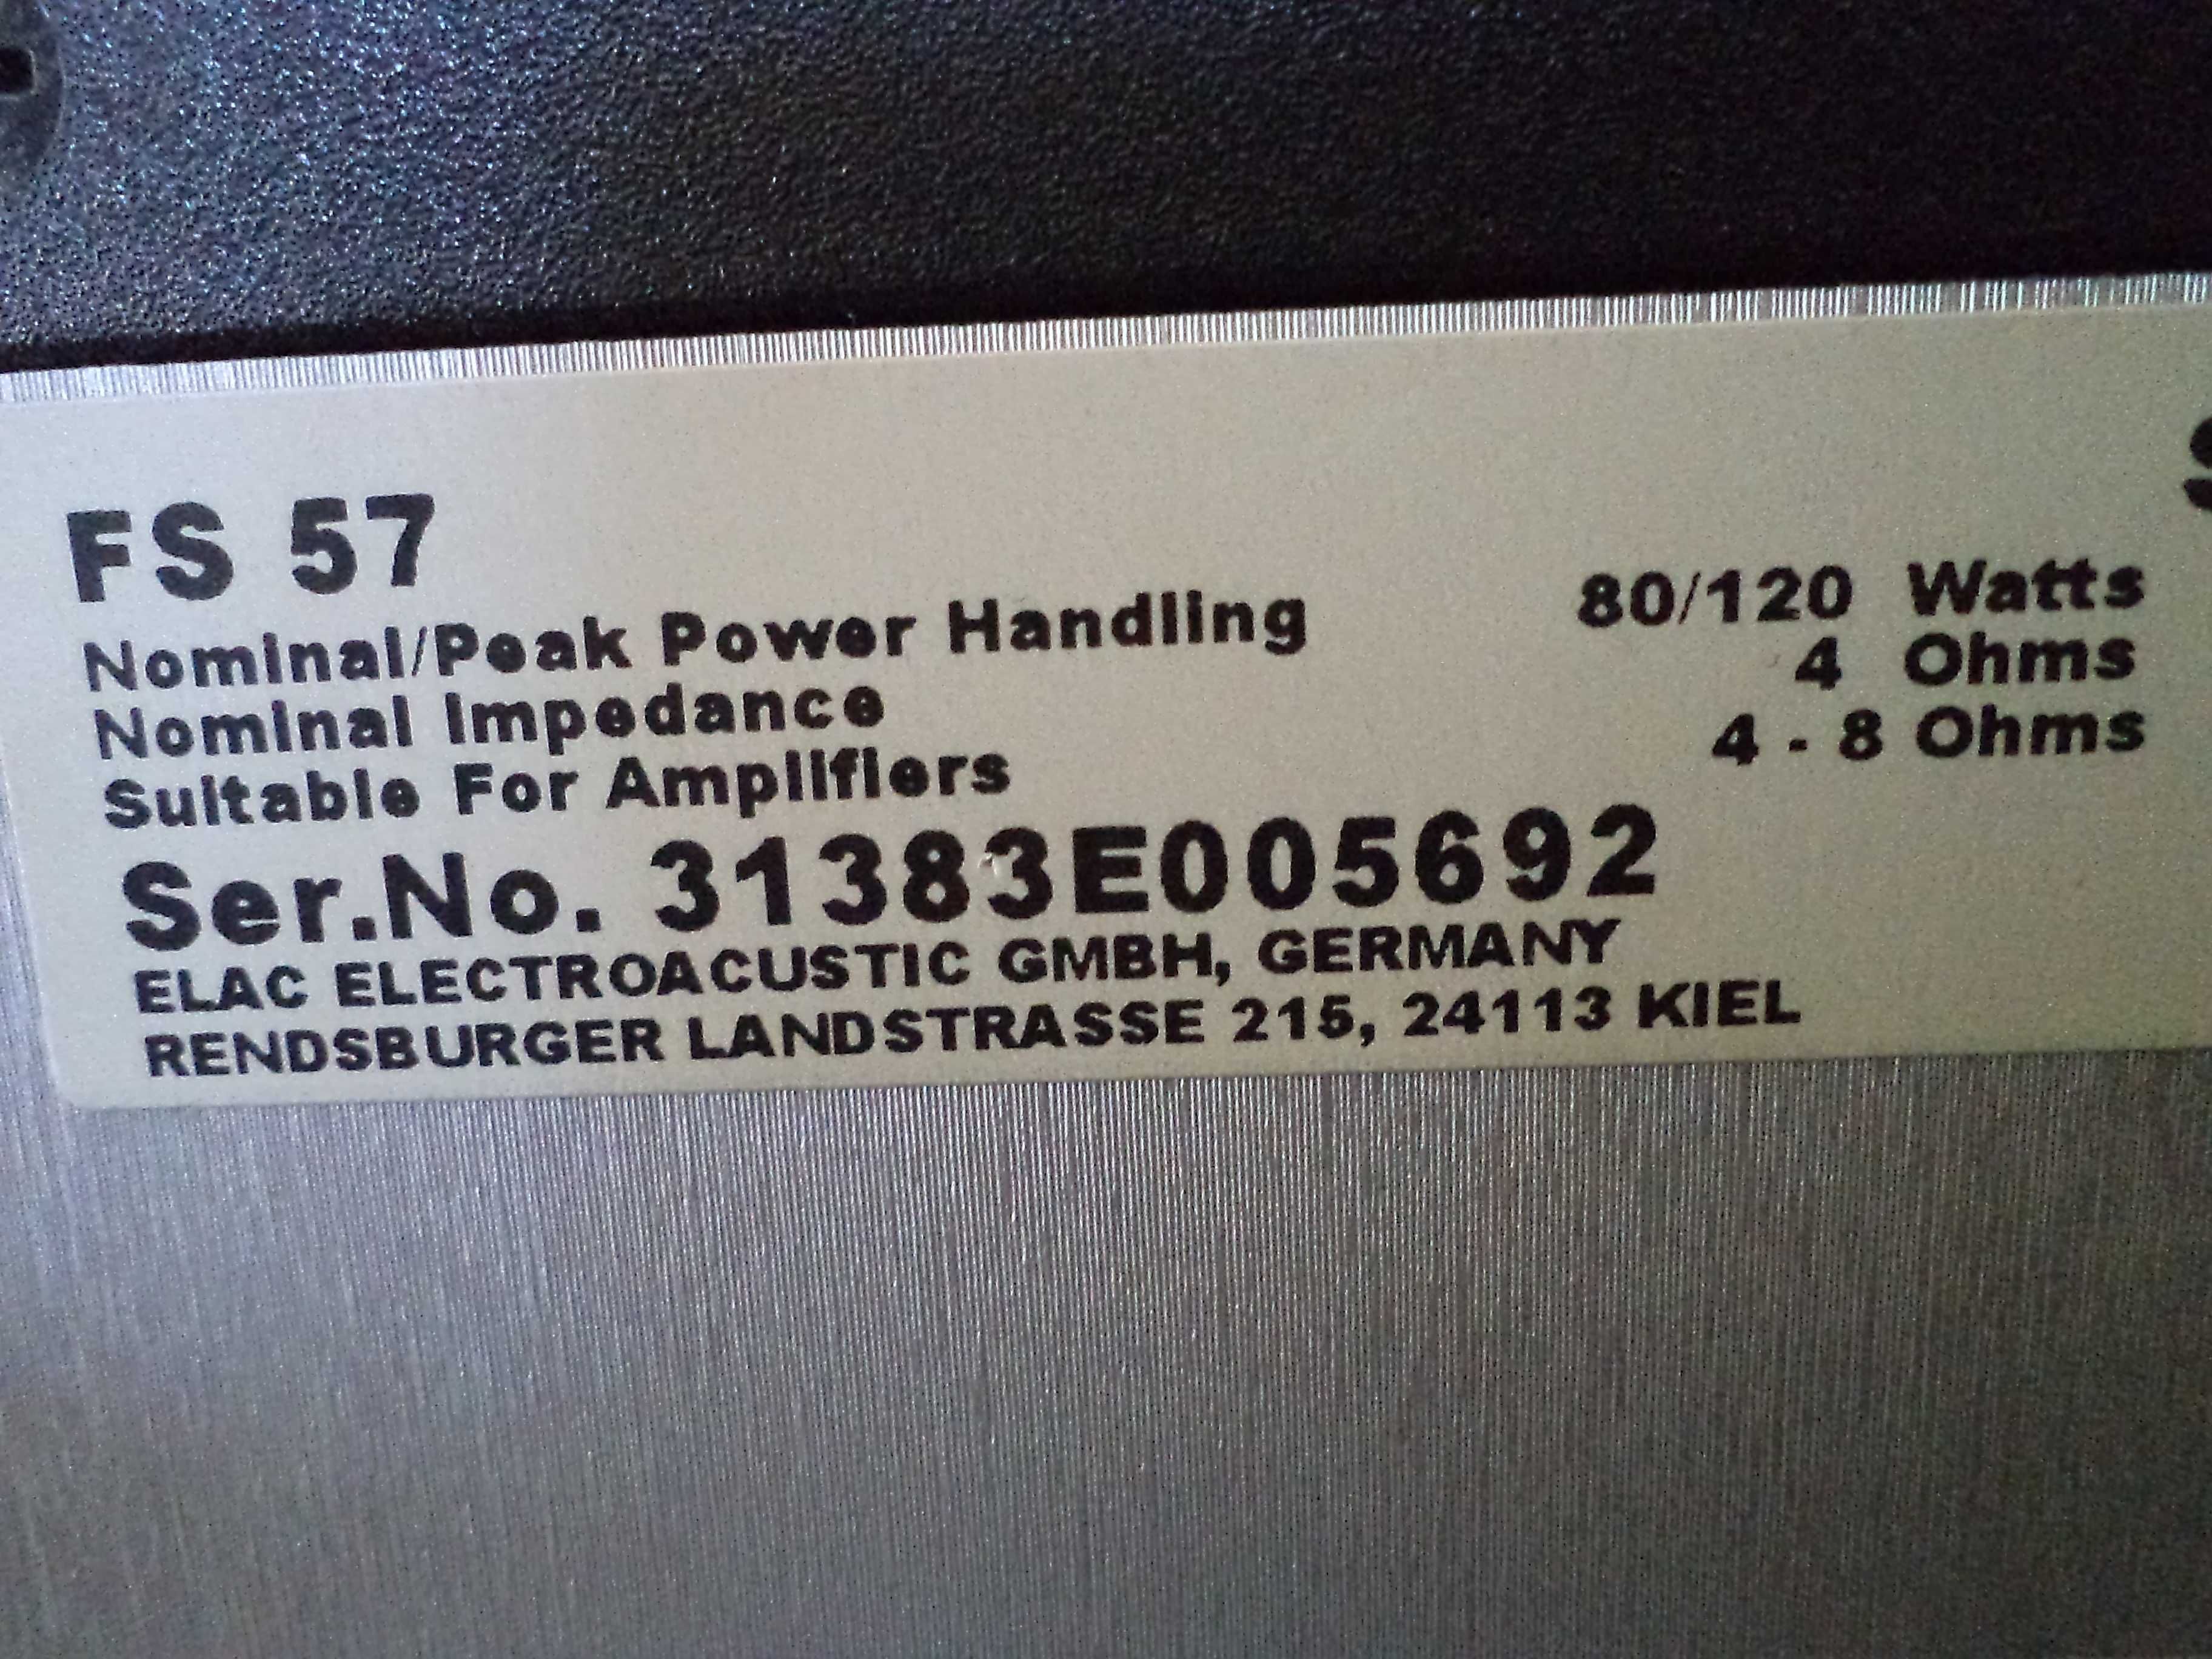 FS 57
Nominal/Peak Power Handling 80/120 Watts
Nominal Impedance 4 Ohms
Suitable For Amplifiers 4 - 8 Ohms
Ser.No. 31383E005692
ELAC ELECTROACUSTIC GMBH, GERMANY
RENDSBURGER LANDSTRASSE 215, 24113 KIEL